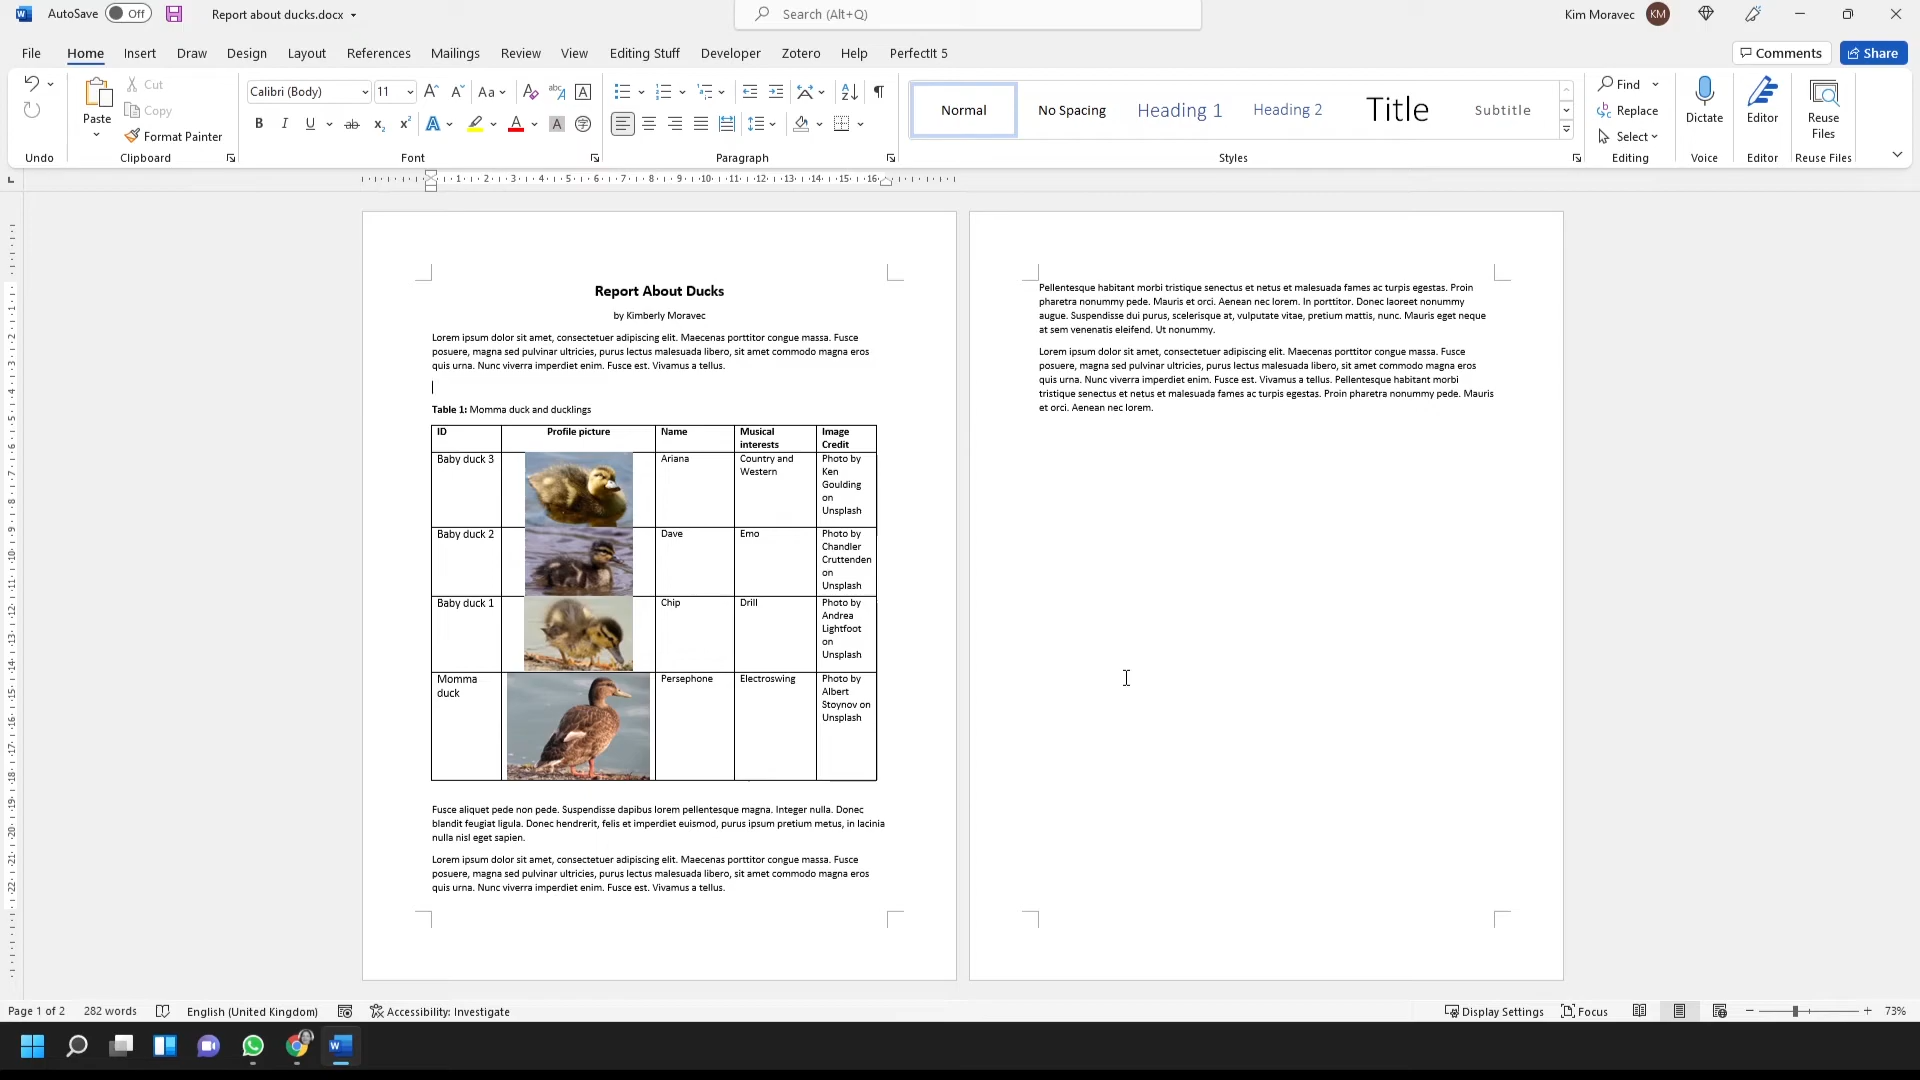 AutoSave Off Report about ducks.docx Search (Alt+Q) Kim Moravec KM
File Home Insert Draw Design Layout References Mailings Review View Editing Stuff Developer Zotero Help PerfectIt 5 Comments Share
Paste Cut Copy Format Painter
Calibri (Body) 11
Normal No Spacing Heading 1 Heading 2 Title Subtitle
Find Replace Select
Dictate Editor Reuse Files
Undo Clipboard Font Paragraph Styles Editing Voice Editor Reuse Files
Report About Ducks
by Kimberly Moravec
Lorem ipsum dolor sit amet, consectetuer adipiscing elit. Maecenas porttitor congue massa. Fusce
posuere, magna sed pulvinar ultricies, purus lectus malesuada libero, sit amet commodo magna eros
quis urna. Nunc viverra imperdiet enim. Fusce est. Vivamus a tellus.
Table 1: Momma duck and ducklings
ID Profile picture Name Musical interests Image Credit
Baby duck 3 Ariana Country and Western Photo by Ken Goulding on Unsplash
Baby duck 2 Dave Emo Photo by Chandler Cruttenden on Unsplash
Baby duck 1 Chip Drill Photo by Andrea Lightfoot on Unsplash
Momma duck Persephone Electroswing Photo by Albert Stoynov on Unsplash
Fusce aliquet pede non pede. Suspendisse dapibus lorem pellentesque magna. Integer nulla. Donec
blandit feugiat ligula. Donec hendrerit, felis et imperdiet euismod, purus ipsum pretium metus, in lacinia
nulla nisl eget sapien.
Lorem ipsum dolor sit amet, consectetuer adipiscing elit. Maecenas porttitor congue massa. Fusce
posuere, magna sed pulvinar ultricies, purus lectus malesuada libero, sit amet commodo magna eros
quis urna. Nunc viverra imperdiet enim. Fusce est. Vivamus a tellus.
Pellentesque habitant morbi tristique senectus et netus et malesuada fames ac turpis egestas. Proin
pharetra nonummy pede. Mauris et orci. Aenean nec lorem. In porttitor. Donec laoreet nonummy
augue. Suspendisse dui purus, scelerisque at, vulputate vitae, pretium mattis, nunc. Mauris eget neque
at sem venenatis eleifend. Ut nonummy.
Lorem ipsum dolor sit amet, consectetuer adipiscing elit. Maecenas porttitor congue massa. Fusce
posuere, magna sed pulvinar ultricies, purus lectus malesuada libero, sit amet commodo magna eros
quis urna. Nunc viverra imperdiet enim. Fusce est. Vivamus a tellus. Pellentesque habitant morbi
tristique senectus et netus et malesuada fames ac turpis egestas. Proin pharetra nonummy pede. Mauris
et orci. Aenean nec lorem.
Page 1 of 2 282 words English (United Kingdom) Accessibility: Investigate Display Settings Focus 73%